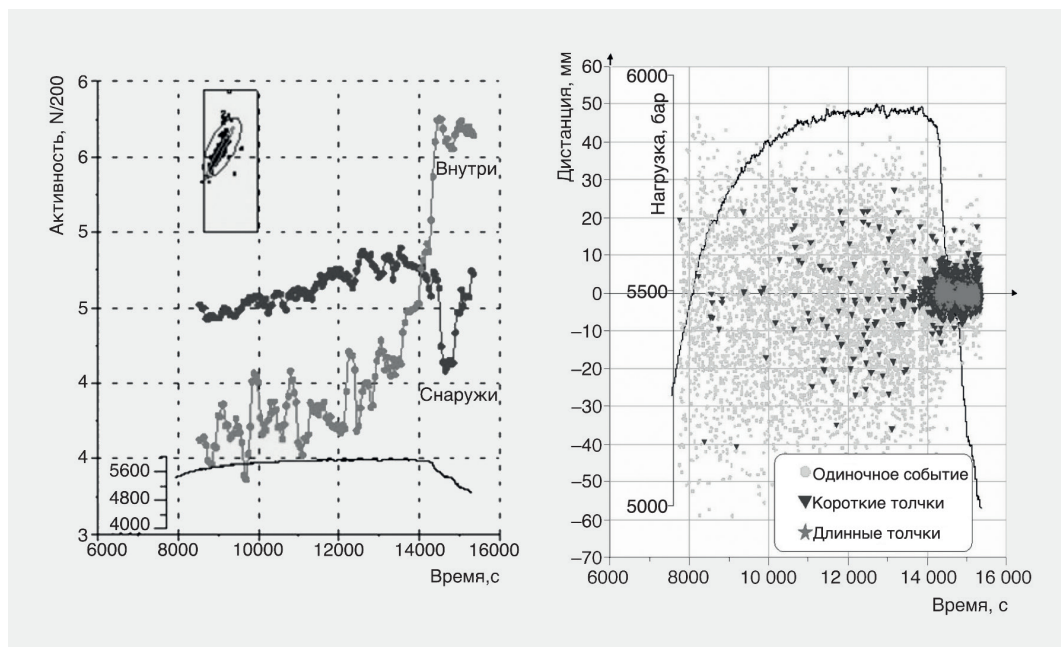 Активность, N/200
6
6
5
5
4
4
3
5600
4800
4000
Внутри
Снаружи
6000 8000 10000 12000 14000 16000
Время,с
Дистанция, мм
60
50
40
30
20
10
0
–10
–20
–30
–40
–50
–60
–70
Нагрузка, бар
6000
5500
5000
Одиночное событие
Короткие толчки
Длинные толчки
6000 8000 10 000 12 000 14 000 16 000
Время, с